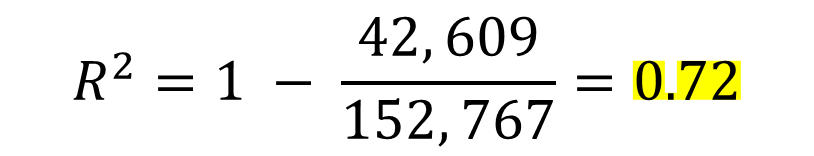 R² = 1 − 42,609 / 152,767 = 0.72